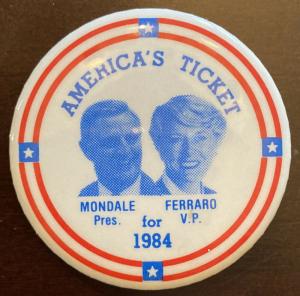 AMERICA'S TICKET
MONDALE FERRARO
Pres. for V.P.
1984